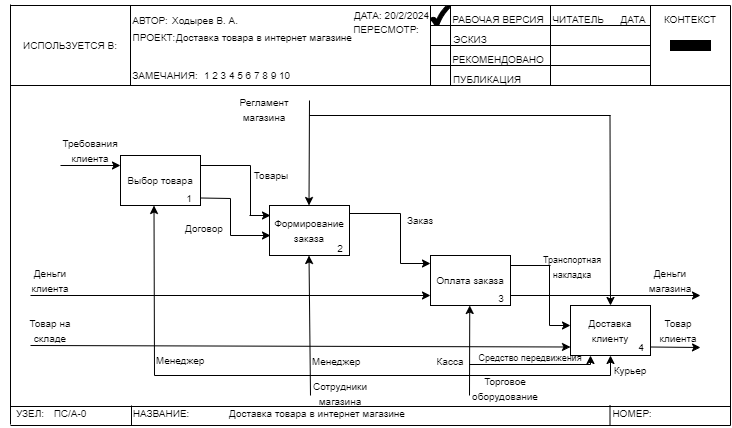 ИСПОЛЬЗУЕТСЯ В:
АВТОР: Ходырев В. А.
ДАТА: 20/2/2024
ПЕРЕСМОТР:
ПРОЕКТ:Доставка товара в интернет магазине
ЗАМЕЧАНИЯ: 1 2 3 4 5 6 7 8 9 10
РАБОЧАЯ ВЕРСИЯ
ЭСКИЗ
РЕКОМЕНДОВАНО
ПУБЛИКАЦИЯ
ЧИТАТЕЛЬ ДАТА
КОНТЕКСТ
Регламент
магазина
Требования
клиента
Выбор товара
1
Товары
Договор
Формирование
заказа
2
Заказ
Деньги
клиента
Оплата заказа
3
Транспортная
накладка
Деньги
магазина
Товар на
складе
Доставка
клиенту
4
Товар
клиента
Менеджер
Менеджер
Касса
Средство передвижения
Курьер
Сотрудники
магазина
Торговое
оборудование
УЗЕЛ: ПС/А-0
НАЗВАНИЕ: Доставка товара в интернет магазине
НОМЕР: